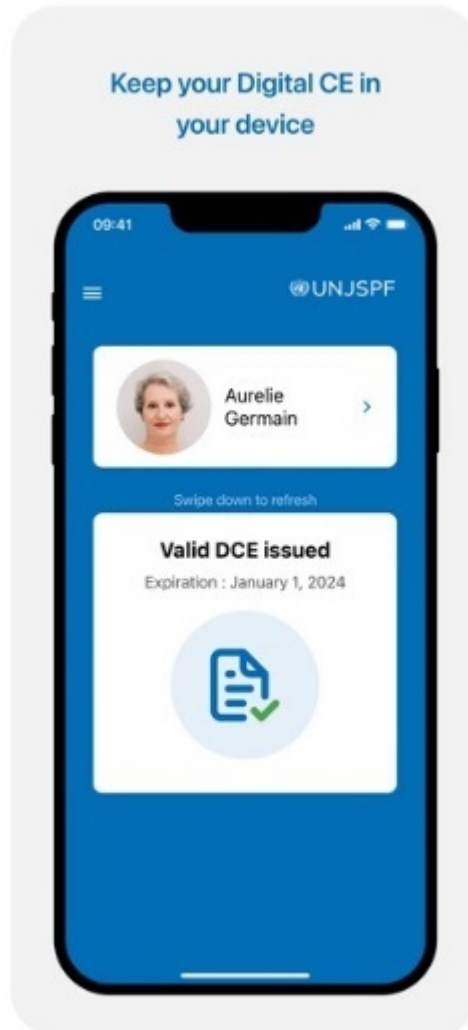 Keep your Digital CE in
your device
09:41
UNJSPF
Aurelie
Germain
Swipe down to refresh
Valid DCE issued
Expiration : January 1, 2024